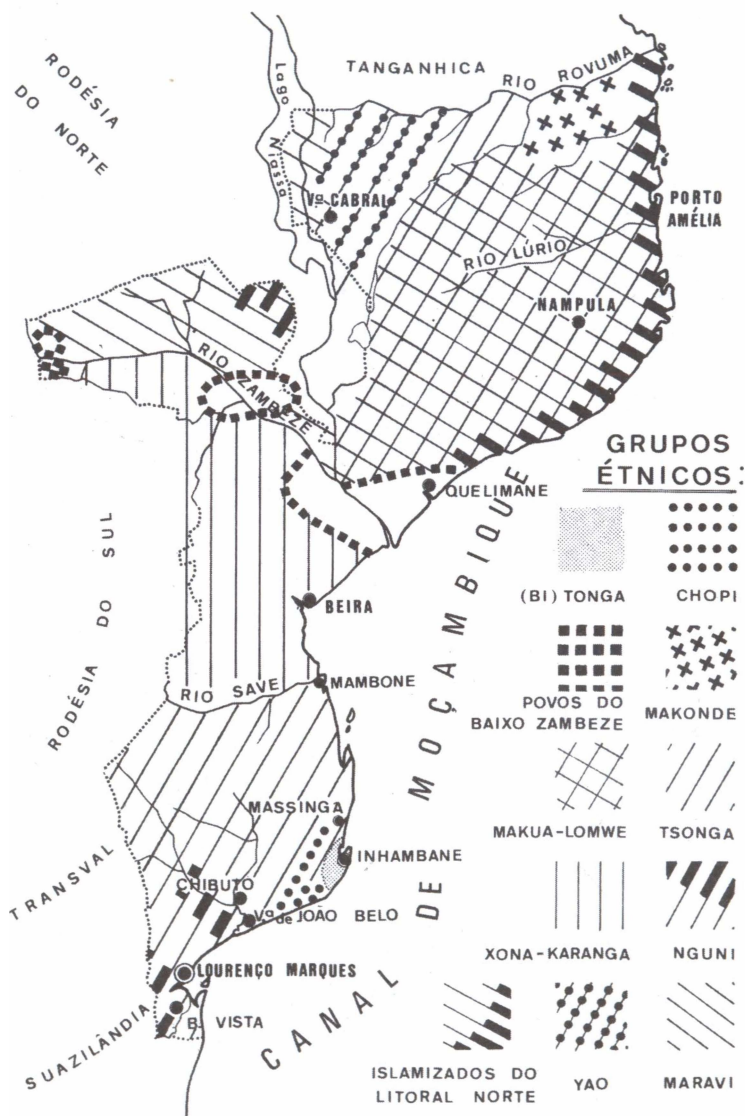 RODÉSIA
DO NORTE
TANGANHICA
RIO ROVUMA
Lago Niassa
Vª CABRAL
PORTO
AMÉLIA
RIO LÚRIO
NAMPULA
RIO ZAMBEZE
QUELIMANE
RODÉSIA DO SUL
BEIRA
RIO SAVE
MAMBONE
MASSINGA
INHAMBANE
CHIBUTO
Vª de JOÃO BELO
TRANSVAL
LOURENÇO MARQUES
B. VISTA
SUAZILÂNDIA
CANAL DE MOÇAMBIQUE
GRUPOS
ÉTNICOS:
(BI) TONGA
CHOPI
POVOS DO
BAIXO ZAMBEZE
MAKONDE
MAKUA-LOMWE
TSONGA
XONA-KARANGA
NGUNI
ISLAMIZADOS DO
LITORAL NORTE
YAO
MARAVI